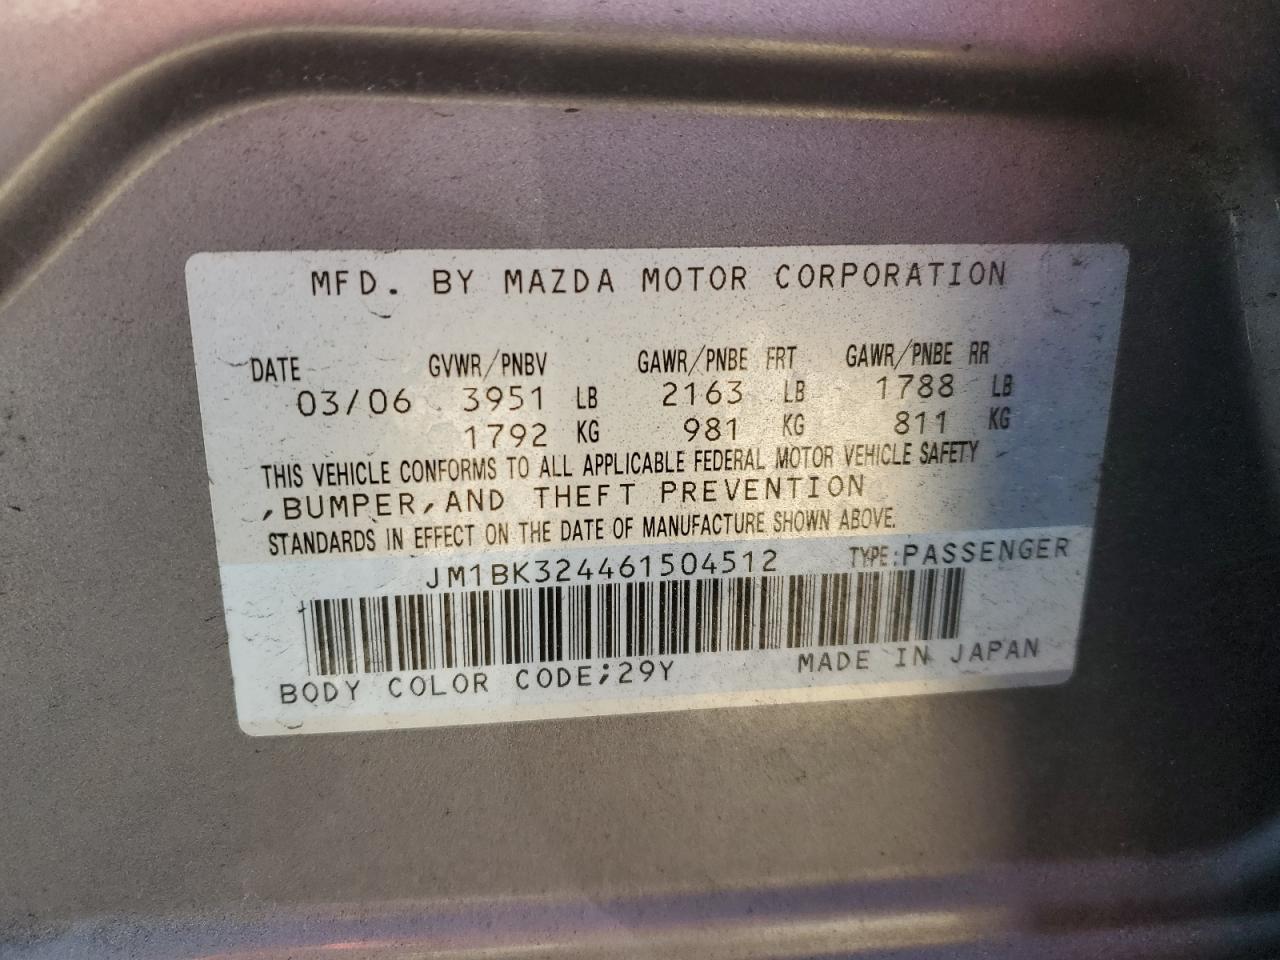 MFD. BY MAZDA MOTOR CORPORATION
DATE GVWR/PNBV GAWR/PNBE FRT GAWR/PNBE RR
03/06 3951 LB 2163 LB 1788 LB
1792 KG 981 KG 811 KG
THIS VEHICLE CONFORMS TO ALL APPLICABLE FEDERAL MOTOR VEHICLE SAFETY
,BUMPER,AND THEFT PREVENTION
STANDARDS IN EFFECT ON THE DATE OF MANUFACTURE SHOWN ABOVE.
JM1BK324461504512 TYPE:PASSENGER
BODY COLOR CODE;29Y MADE IN JAPAN